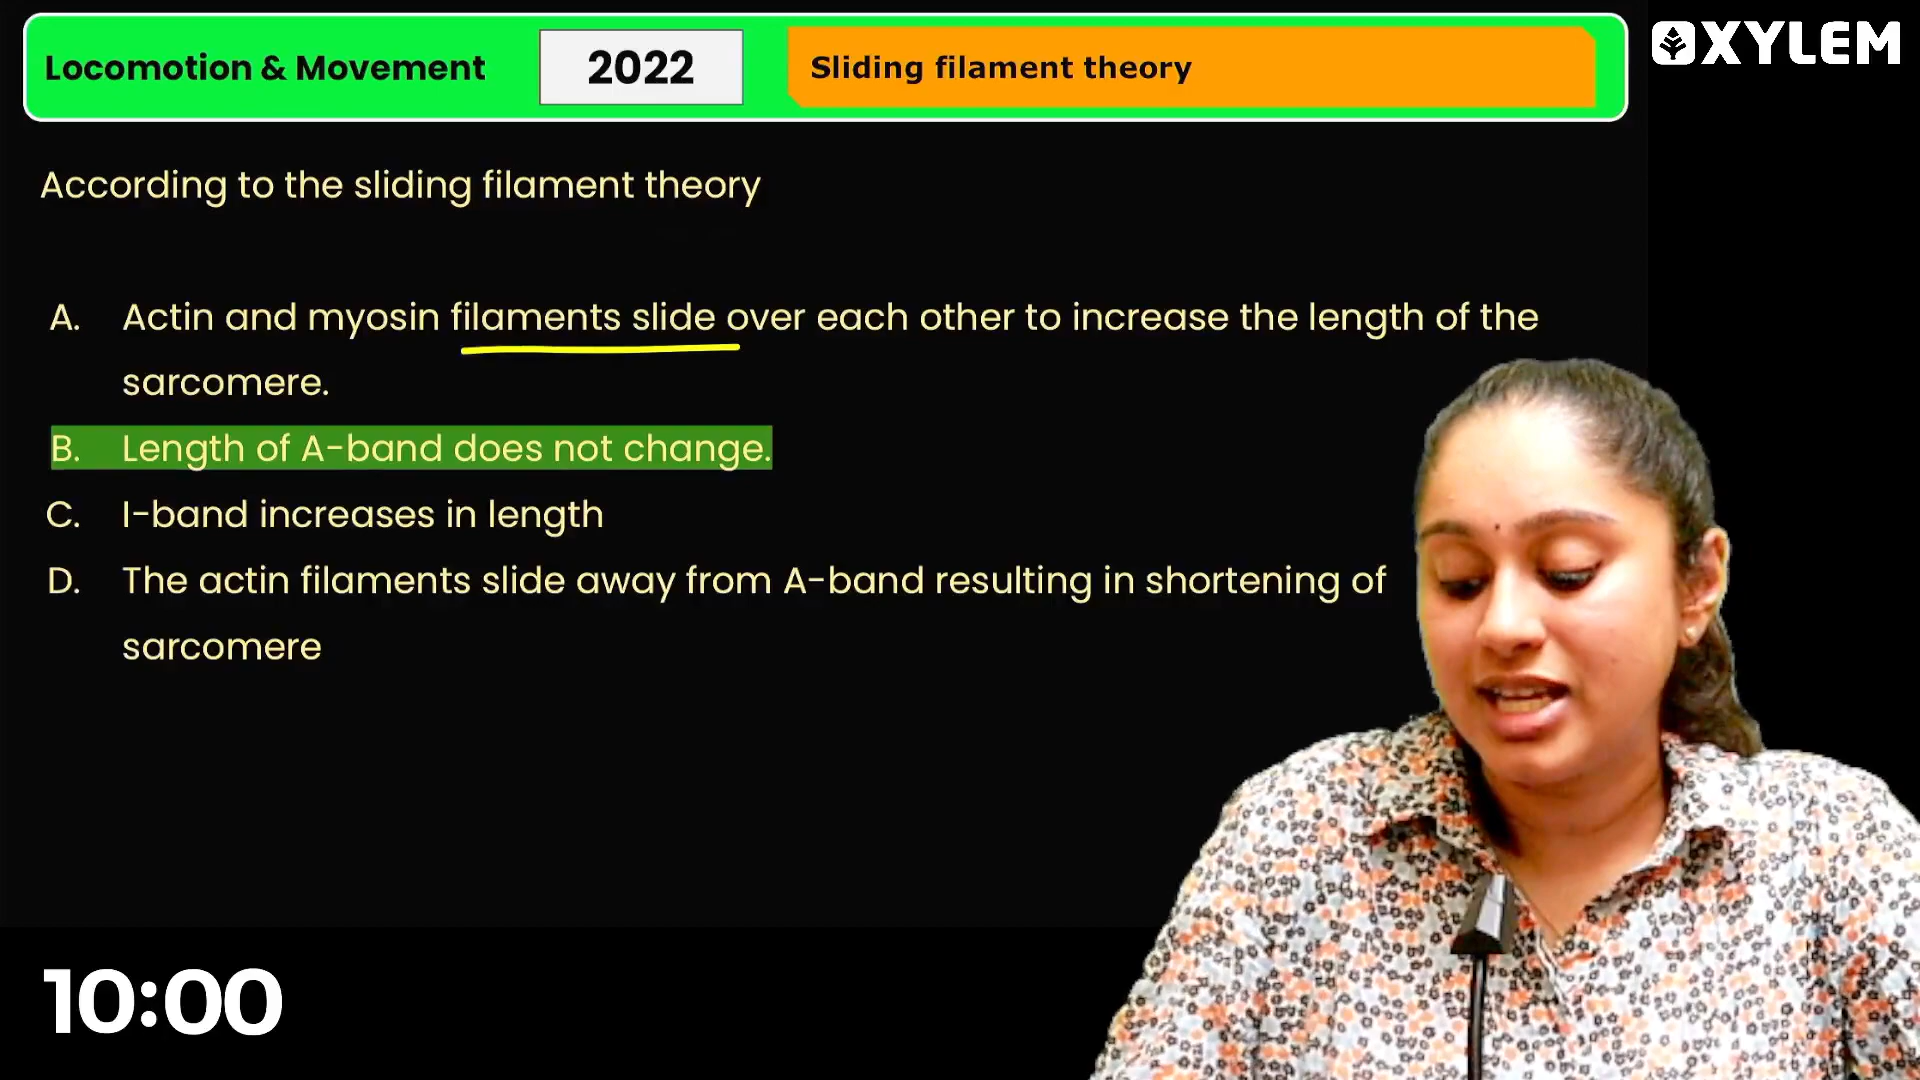 Locomotion & Movement
2022
Sliding filament theory
XYLEM
According to the sliding filament theory
A. Actin and myosin filaments slide over each other to increase the length of the
sarcomere.
B. Length of A-band does not change.
C. I-band increases in length
D. The actin filaments slide away from A-band resulting in shortening of
sarcomere
10:00